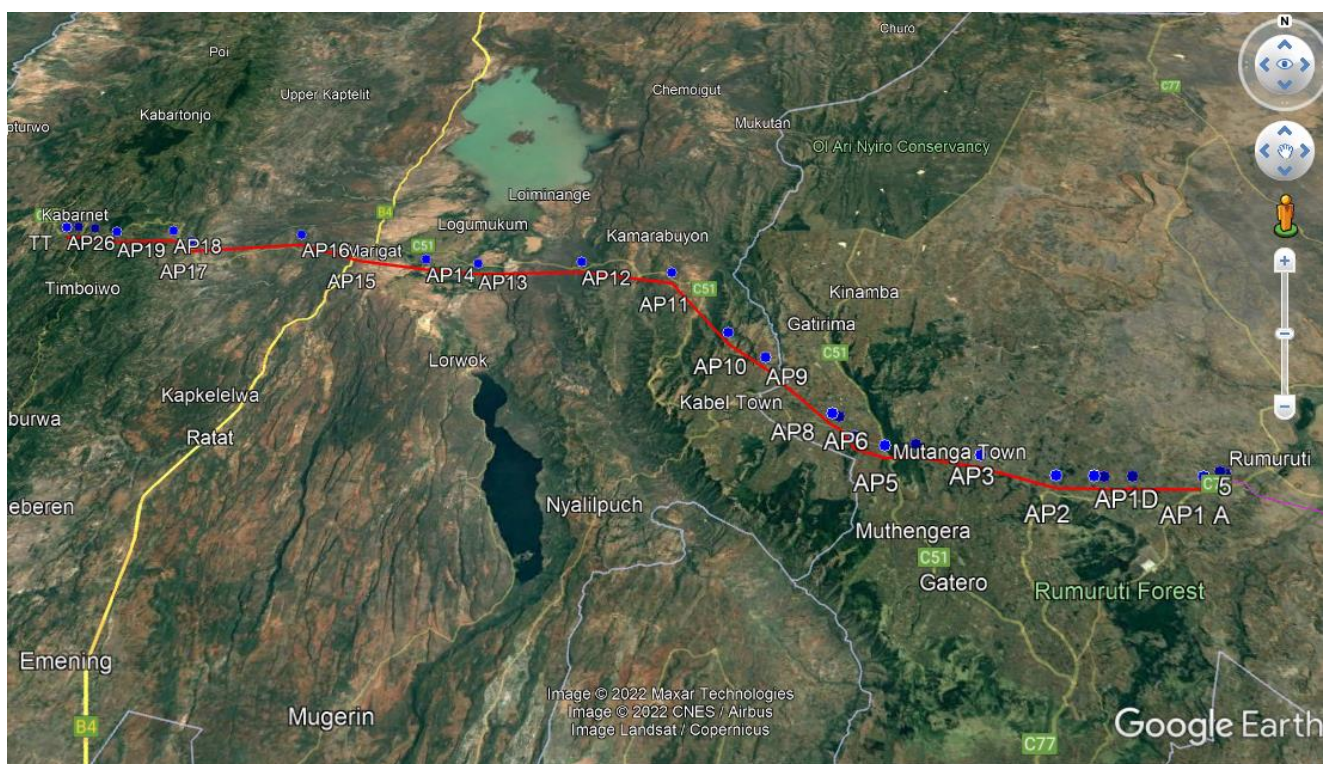 N
Churo
Poi
C77
Upper Kaptelit
Chemoigut
Kabartonjo
Mukutan
Ol Ari Nyiro Conservancy
Loiminange
B4
Kabarnet
Logumukum
Kamarabuyon
TT
AP26
AP19
AP18
AP16
Marigat
C51
AP17
AP15
AP14
AP13
AP12
Timboiwo
AP11
C51
Kinamba
Gatirima
C51
Lorwok
AP10
AP9
Kapkelelwa
Kabel Town
burwa
AP8
AP6
Ratat
Mutanga Town
Rumuruti
AP5
AP3
5
AP1D
AP2
AP1 A
eberen
Nyalilpuch
Muthengera
C51
Gatero
Rumuruti Forest
Emening
Image © 2022 Maxar Technologies
Image © 2022 CNES / Airbus
Image Landsat / Copernicus
Mugerin
B4
Google Earth
C77